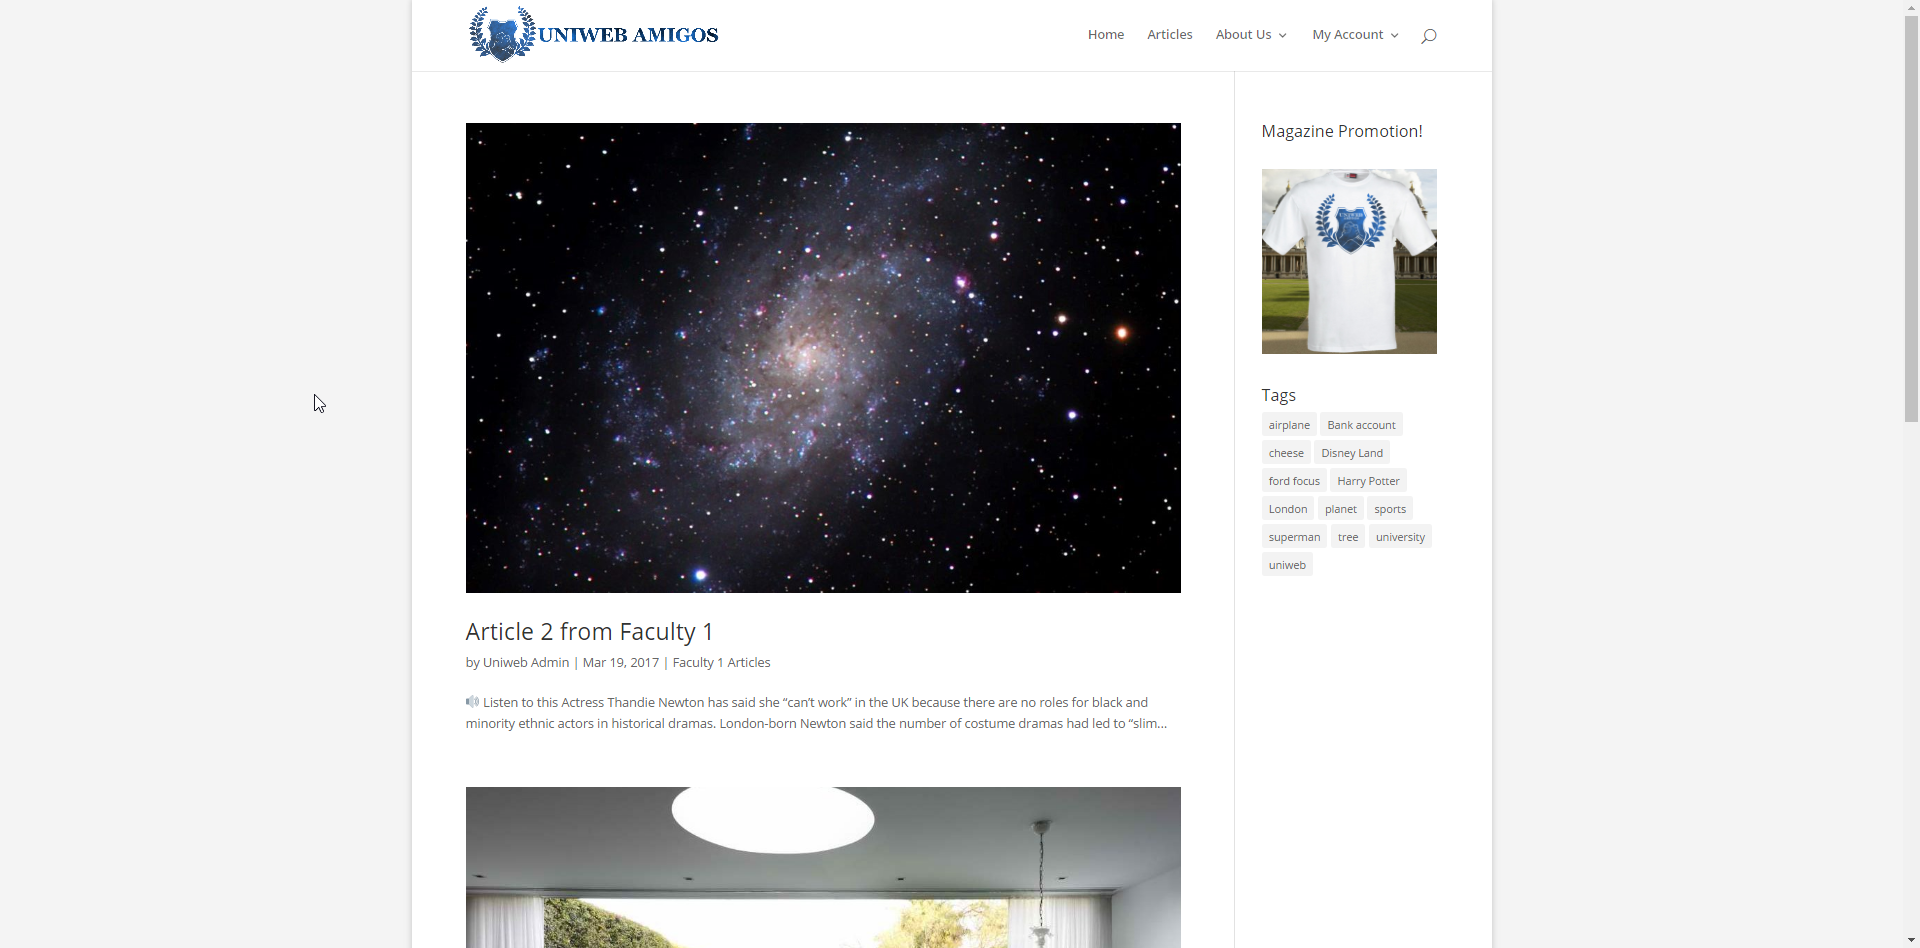 UNIWEB AMIGOS
Home Articles About Us My Account
Article 2 from Faculty 1
by Uniweb Admin | Mar 19, 2017 | Faculty 1 Articles
Listen to this Actress Thandie Newton has said she “can’t work” in the UK because there are no roles for black and
minority ethnic actors in historical dramas. London-born Newton said the number of costume dramas had led to “slim...
Magazine Promotion!
Tags
airplane Bank account
cheese Disney Land
ford focus Harry Potter
London planet sports
superman tree university
uniweb